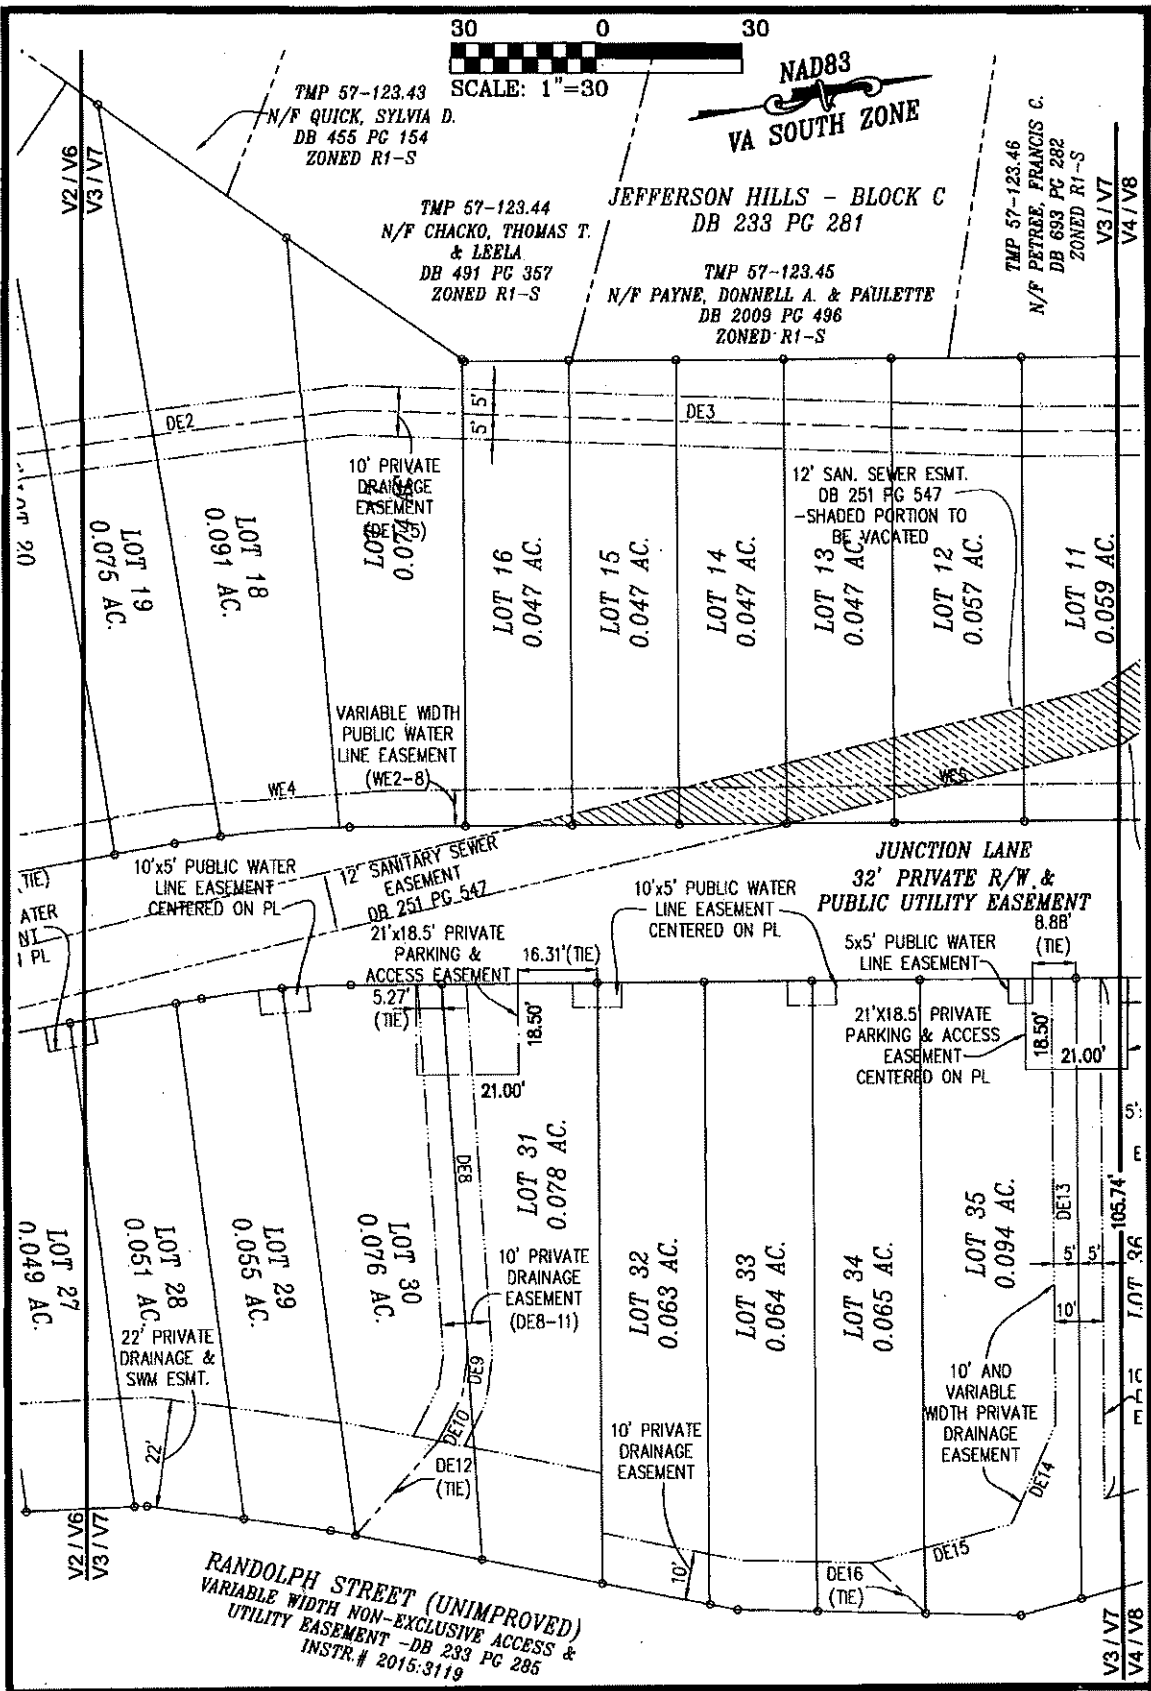 30 0 30
SCALE: 1"=30
NAD83
VA SOUTH ZONE
TMP 57-123.43
N/F QUICK, SYLVIA D.
DB 455 PG 154
ZONED R1-S
V2 / V6
V3 / V7
TMP 57-123.44
N/F CHACKO, THOMAS T.
& LEELA
DB 491 PG 357
ZONED R1-S
JEFFERSON HILLS - BLOCK C
DB 233 PG 281
TMP 57-123.45
N/F PAYNE, DONNELL A. & PAULETTE
DB 2009 PG 496
ZONED R1-S
TMP 57-123.46
N/F PETREE, FRANCIS C.
DB 693 PG 282
ZONED R1-S
V3 / V7
V4 / V8
DE2
5' 5'
DE3
10' PRIVATE
DRAINAGE
EASEMENT
(DE1-5)
12' SAN. SEWER ESMT.
DB 251 PG 547
-SHADED PORTION TO
BE VACATED
LOT 20
LOT 19
0.075 AC.
LOT 18
0.091 AC.
LOT
LOT 16
0.047 AC.
LOT 15
0.047 AC.
LOT 14
0.047 AC.
LOT 13
0.047 AC.
LOT 12
0.057 AC.
LOT 11
0.059 AC.
VARIABLE WIDTH
PUBLIC WATER
LINE EASEMENT
(WE2-8)
WE4
WE5
JUNCTION LANE
32' PRIVATE R/W &
PUBLIC UTILITY EASEMENT
12' SANITARY SEWER
EASEMENT
DB 251 PG 547
10'x5' PUBLIC WATER
LINE EASEMENT
CENTERED ON PL
TIE)
ATER
NT
PL
21'x18.5' PRIVATE
PARKING &
ACCESS EASEMENT
16.31'(TIE)
5.27'
(TIE)
18.50'
21.00'
10'x5' PUBLIC WATER
LINE EASEMENT
CENTERED ON PL
5x5' PUBLIC WATER
LINE EASEMENT
8.88'
(TIE)
21'X18.5' PRIVATE
PARKING & ACCESS
EASEMENT
CENTERED ON PL
18.50'
21.00'
5'
E
LOT 27
0.049 AC.
LOT 28
0.051 AC.
LOT 29
0.055 AC.
LOT 30
0.076 AC.
DE8
LOT 31
0.078 AC.
LOT 32
0.063 AC.
LOT 33
0.064 AC.
LOT 34
0.065 AC.
LOT 35
0.094 AC.
DE13
105.74'
LOT 36
5' 5'
10'
10' PRIVATE
DRAINAGE
EASEMENT
(DE8-11)
22' PRIVATE
DRAINAGE &
SWM ESMT.
22'
DE9
DE10
DE12
(TIE)
10' PRIVATE
DRAINAGE
EASEMENT
10'
10' AND
VARIABLE
WIDTH PRIVATE
DRAINAGE
EASEMENT
10
E
DE14
DE15
DE16
(TIE)
V2 / V6
V3 / V7
RANDOLPH STREET (UNIMPROVED)
VARIABLE WIDTH NON-EXCLUSIVE ACCESS &
UTILITY EASEMENT -DB 233 PG 285
INSTR.# 2015:3119
V3 / V7
V4 / V8